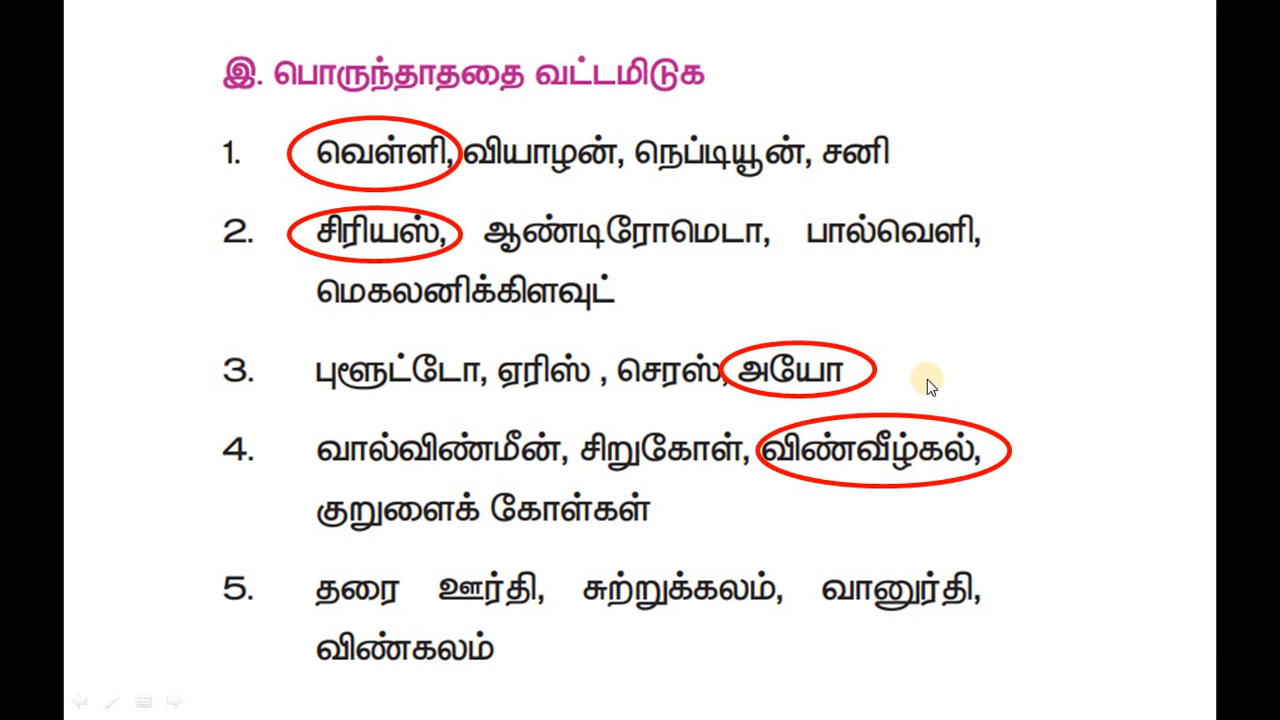 இ. பொருந்தாததை வட்டமிடுக
1. வெள்ளி, வியாழன், நெப்டியூன், சனி
2. சிரியஸ், ஆண்டிரோமெடா, பால்வெளி,
மெகலனிக்கிளவுட்
3. புளூட்டோ, ஏரிஸ் , செரஸ், அயோ
4. வால்விண்மீன், சிறுகோள், விண்வீழ்கல்,
குறுளைக் கோள்கள்
5. தரை ஊர்தி, சுற்றுக்கலம், வானுர்தி,
விண்கலம்